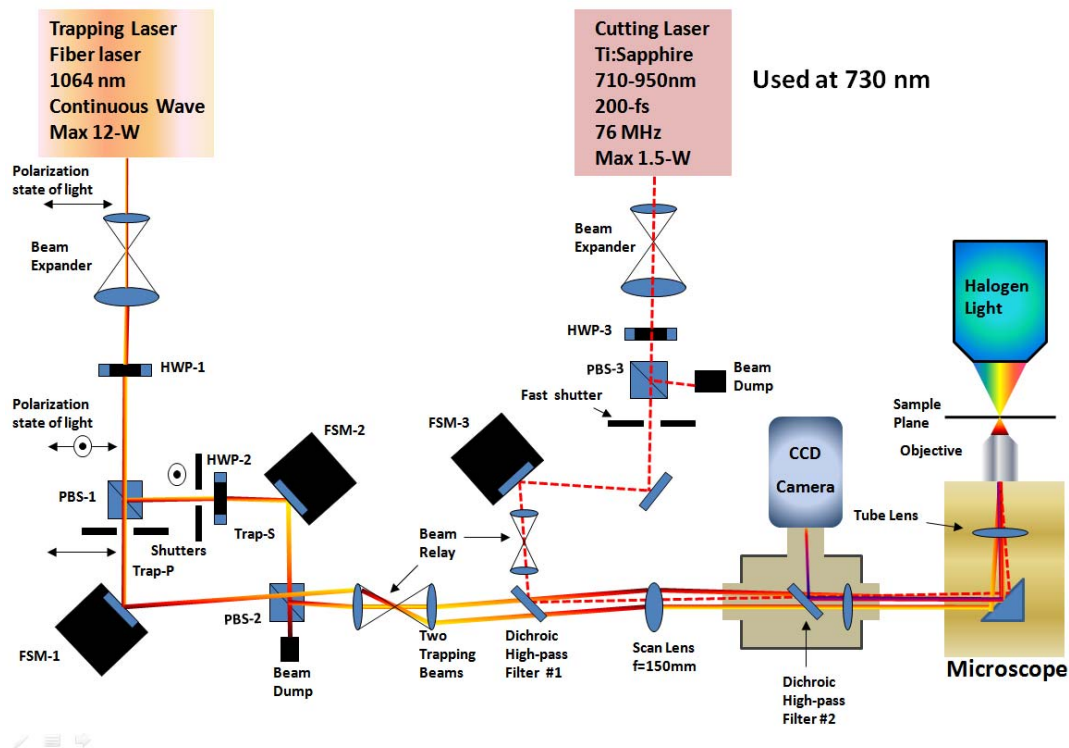 Trapping Laser
Fiber laser
1064 nm
Continuous Wave
Max 12-W
Cutting Laser
Ti:Sapphire
710-950nm
200-fs
76 MHz
Max 1.5-W
Used at 730 nm
Polarization
state of light
Beam
Expander
Beam
Expander
Halogen
Light
HWP-1
HWP-3
PBS-3
Beam
Dump
Fast shutter
Sample
Plane
Objective
Polarization
state of light
FSM-2
FSM-3
CCD
Camera
HWP-2
PBS-1
Trap-S
Shutters
Trap-P
Beam
Relay
Tube Lens
FSM-1
PBS-2
Beam
Dump
Two
Trapping
Beams
Dichroic
High-pass
Filter #1
Scan Lens
f=150mm
Dichroic
High-pass
Filter #2
Microscope